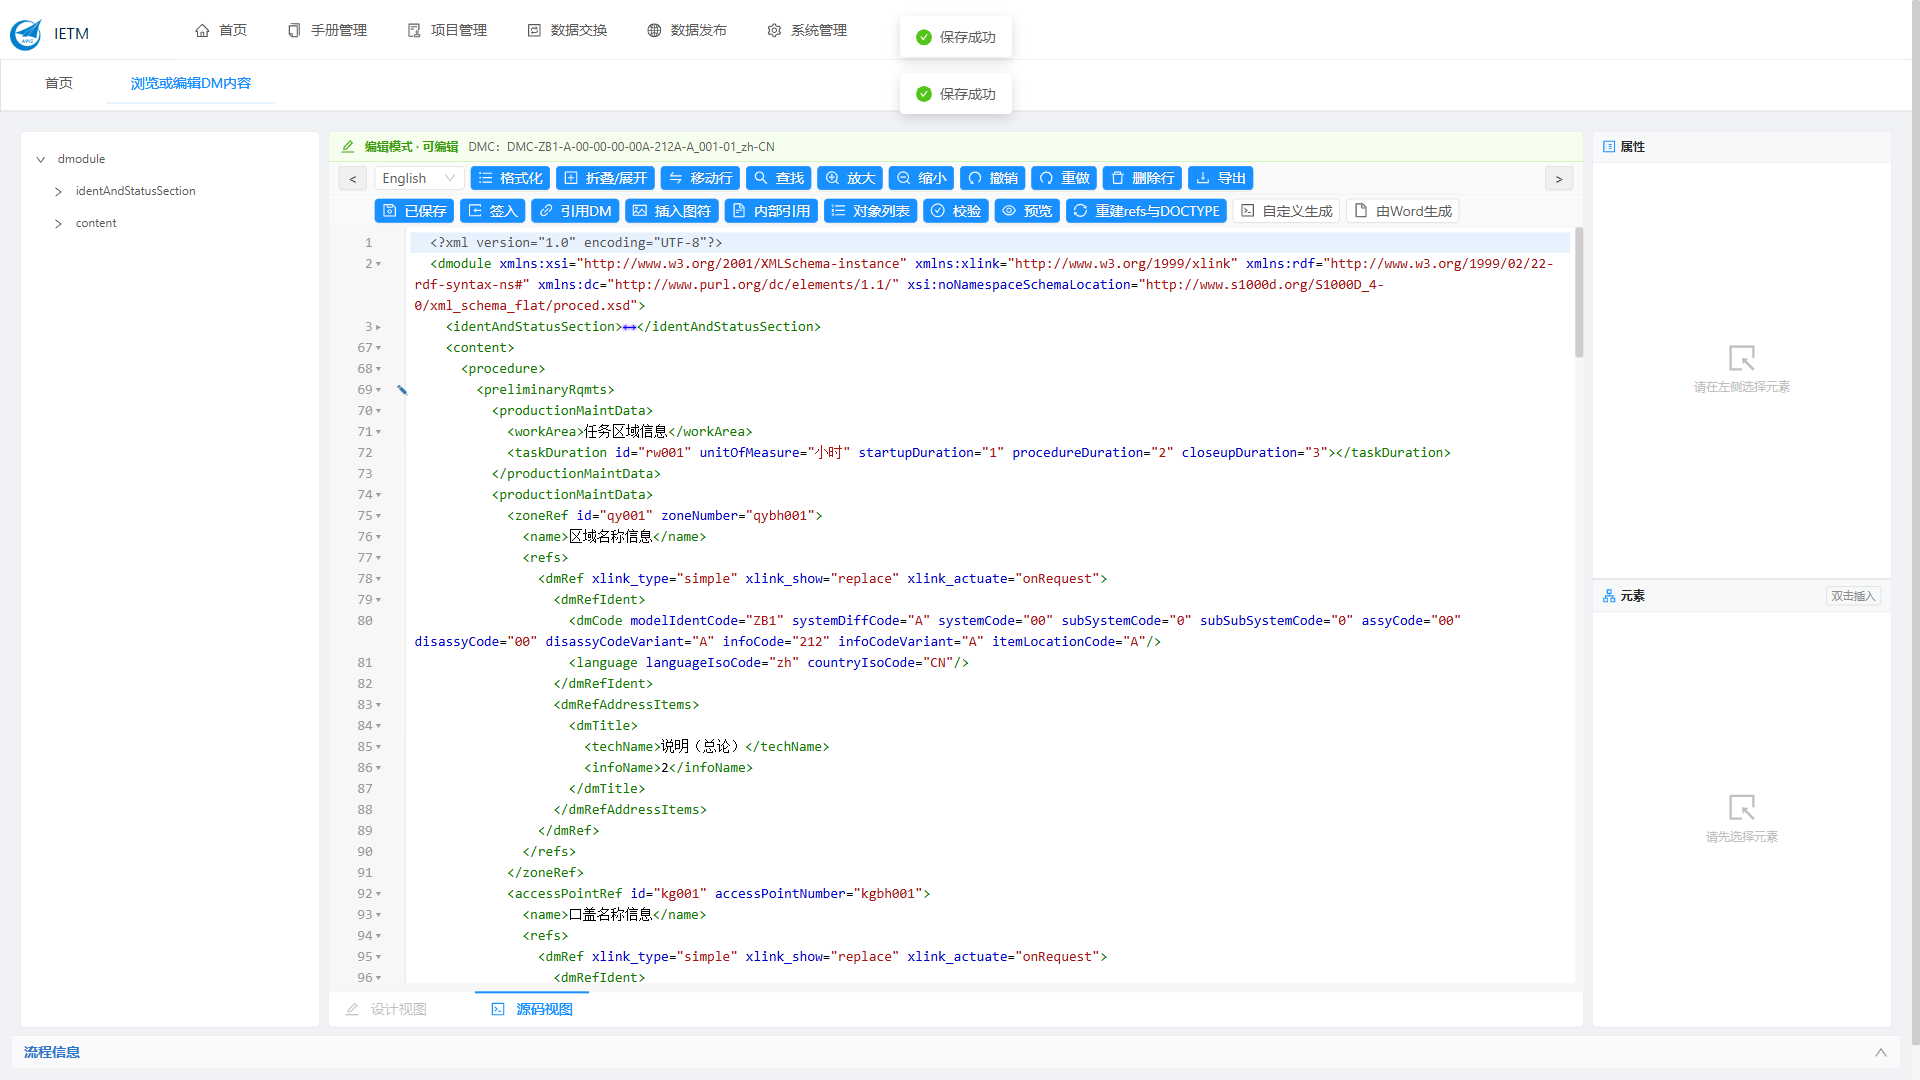 IETM
首页
手册管理
项目管理
数据交换
数据发布
系统管理
保存成功
保存成功
首页
浏览或编辑DM内容
dmodule
identAndStatusSection
content
编辑模式 · 可编辑 DMC：DMC-ZB1-A-00-00-00-00A-212A-A_001-01_zh-CN
< English 格式化 折叠/展开 移动行 查找 放大 缩小 撤销 重做 删除行 导出 >
已保存 签入 引用DM 插入图符 内部引用 对象列表 校验 预览 重建refs与DOCTYPE 自定义生成 由Word生成
1 <?xml version="1.0" encoding="UTF-8"?>
2 <dmodule xmlns:xsi="http://www.w3.org/2001/XMLSchema-instance" xmlns:xlink="http://www.w3.org/1999/xlink" xmlns:rdf="http://www.w3.org/1999/02/22-
rdf-syntax-ns#" xmlns:dc="http://www.purl.org/dc/elements/1.1/" xsi:noNamespaceSchemaLocation="http://www.s1000d.org/S1000D_4-
0/xml_schema_flat/proced.xsd">
3 <identAndStatusSection>↔</identAndStatusSection>
67 <content>
68 <procedure>
69 <preliminaryRqmts>
70 <productionMaintData>
71 <workArea>任务区域信息</workArea>
72 <taskDuration id="rw001" unitOfMeasure="小时" startupDuration="1" procedureDuration="2" closeupDuration="3"></taskDuration>
73 </productionMaintData>
74 <productionMaintData>
75 <zoneRef id="qy001" zoneNumber="qybh001">
76 <name>区域名称信息</name>
77 <refs>
78 <dmRef xlink_type="simple" xlink_show="replace" xlink_actuate="onRequest">
79 <dmRefIdent>
80 <dmCode modelIdentCode="ZB1" systemDiffCode="A" systemCode="00" subSystemCode="0" subSubSystemCode="0" assyCode="00"
disassyCode="00" disassyCodeVariant="A" infoCode="212" infoCodeVariant="A" itemLocationCode="A"/>
81 <language languageIsoCode="zh" countryIsoCode="CN"/>
82 </dmRefIdent>
83 <dmRefAddressItems>
84 <dmTitle>
85 <techName>说明（总论）</techName>
86 <infoName>2</infoName>
87 </dmTitle>
88 </dmRefAddressItems>
89 </dmRef>
90 </refs>
91 </zoneRef>
92 <accessPointRef id="kg001" accessPointNumber="kgbh001">
93 <name>口盖名称信息</name>
94 <refs>
95 <dmRef xlink_type="simple" xlink_show="replace" xlink_actuate="onRequest">
96 <dmRefIdent>
设计视图
源码视图
属性
请在左侧选择元素
元素
双击插入
请先选择元素
流程信息